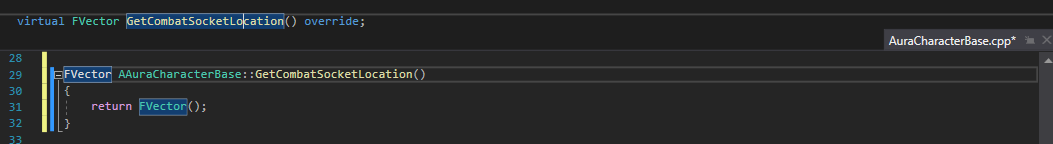 virtual FVector GetCombatSocketLocation() override;
AuraCharacterBase.cpp*
28
29 FVector AAuraCharacterBase::GetCombatSocketLocation()
30 {
31 return FVector();
32 }
33